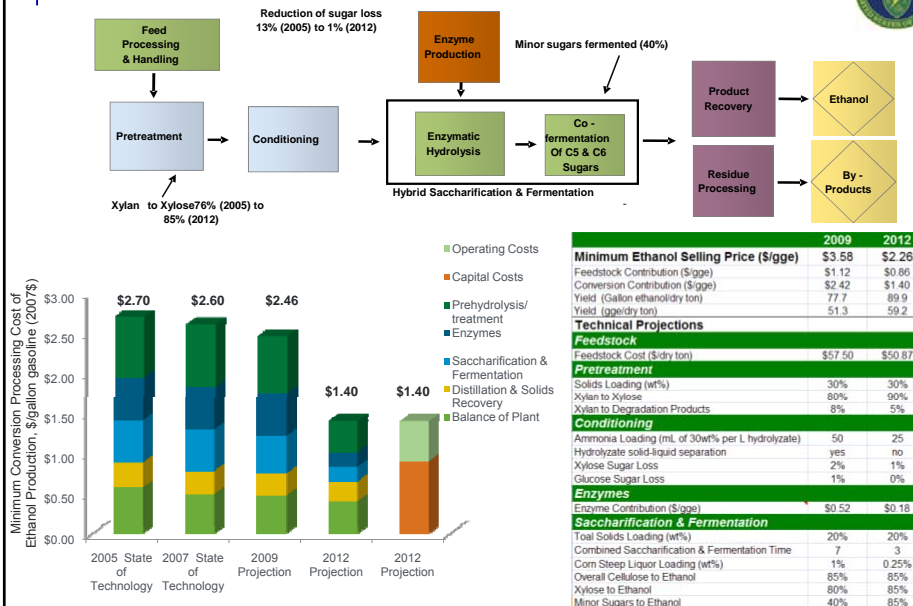 Reduction of sugar loss
13% (2005) to 1% (2012)
Feed
Processing
& Handling
Enzyme
Production
Minor sugars fermented (40%)
Pretreatment
Conditioning
Enzymatic
Hydrolysis
Co -
fermentation
Of C5 & C6
Sugars
Product
Recovery
Ethanol
Residue
Processing
By -
Products
Hybrid Saccharification & Fermentation
-
Xylan to Xylose76% (2005) to
85% (2012)
Minimum Conversion Processing Cost of
Ethanol Production, $/gallon gasoline (2007$)
$3.00
$2.50
$2.00
$1.50
$1.00
$0.50
$0.00
$2.70
$2.60
$2.46
$1.40
$1.40
2005 State
of
Technology
2007 State
of
Technology
2009
Projection
2012
Projection
2012
Projection
Operating Costs
Capital Costs
Prehydrolysis/
treatment
Enzymes
Saccharification &
Fermentation
Distillation & Solids
Recovery
Balance of Plant
2009 2012
Minimum Ethanol Selling Price ($/gge) $3.58 $2.26
Feedstock Contribution ($/gge) $1.12 $0.86
Conversion Contribution ($/gge) $2.42 $1.40
Yield (Gallon ethanol/dry ton) 77.7 89.9
Yield (gge/dry ton) 51.3 59.2
Technical Projections
Feedstock
Feedstock Cost ($/dry ton) $57.50 $50.87
Pretreatment
Solids Loading (wt%) 30% 30%
Xylan to Xylose 80% 90%
Xylan to Degradation Products 8% 5%
Conditioning
Ammonia Loading (mL of 30wt% per L hydrolyzate) 50 25
Hydrolyzate solid-liquid separation yes no
Xylose Sugar Loss 2% 1%
Glucose Sugar Loss 1% 0%
Enzymes
Enzyme Contribution ($/gge) $0.52 $0.18
Saccharification & Fermentation
Toal Solids Loading (wt%) 20% 20%
Combined Saccharification & Fermentation Time 7 3
Corn Steep Liquor Loading (wt%) 1% 0.25%
Overall Cellulose to Ethanol 85% 85%
Xylose to Ethanol 80% 85%
Minor Sugars to Ethanol 40% 85%